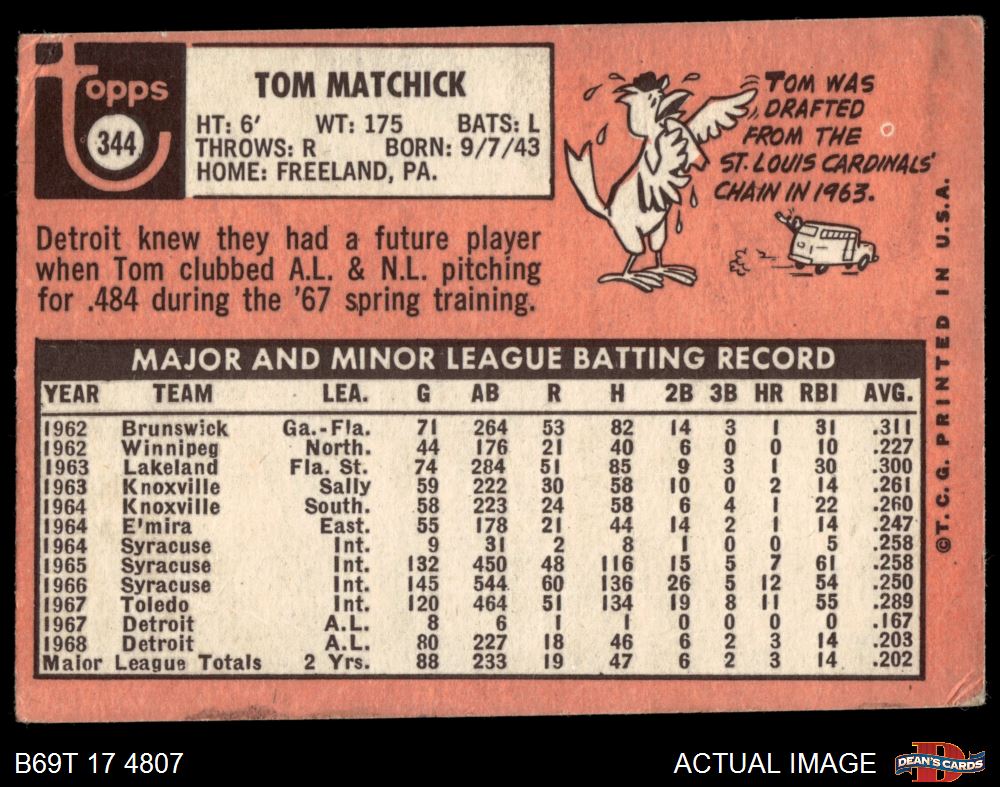 Topps
344
TOM MATCHICK
HT: 6' WT: 175 BATS: L
THROWS: R BORN: 9/7/43
HOME: FREELAND, PA.
TOM WAS
DRAFTED
FROM THE
ST. LOUIS CARDINALS'
CHAIN IN 1963.
Detroit knew they had a future player
when Tom clubbed A.L. & N.L. pitching
for .484 during the '67 spring training.
MAJOR AND MINOR LEAGUE BATTING RECORD
YEAR TEAM LEA. G AB R H 2B 3B HR RBI AVG.
1962 Brunswick Ga.-Fla. 71 264 53 82 14 3 1 31 .311
1962 Winnipeg North. 44 176 21 40 6 0 0 10 .227
1963 Lakeland Fla. St. 74 284 51 85 9 3 1 30 .300
1963 Knoxville Sally 59 222 30 58 10 0 2 14 .261
1964 Knoxville South. 58 223 24 58 6 4 1 22 .260
1964 E'mira East. 55 178 21 44 14 2 1 14 .247
1964 Syracuse Int. 9 31 2 8 1 0 0 5 .258
1965 Syracuse Int. 132 450 48 116 15 5 7 61 .258
1966 Syracuse Int. 145 544 60 136 26 5 12 54 .250
1967 Toledo Int. 120 464 51 134 19 8 11 55 .289
1967 Detroit A.L. 8 6 1 1 0 0 0 0 .167
1968 Detroit A.L. 80 227 18 46 6 2 3 14 .203
Major League Totals 2 Yrs. 88 233 19 47 6 2 3 14 .202
©T.C.G. PRINTED IN U.S.A.
B69T 17 4807
ACTUAL IMAGE
D
DEAN'S CARDS